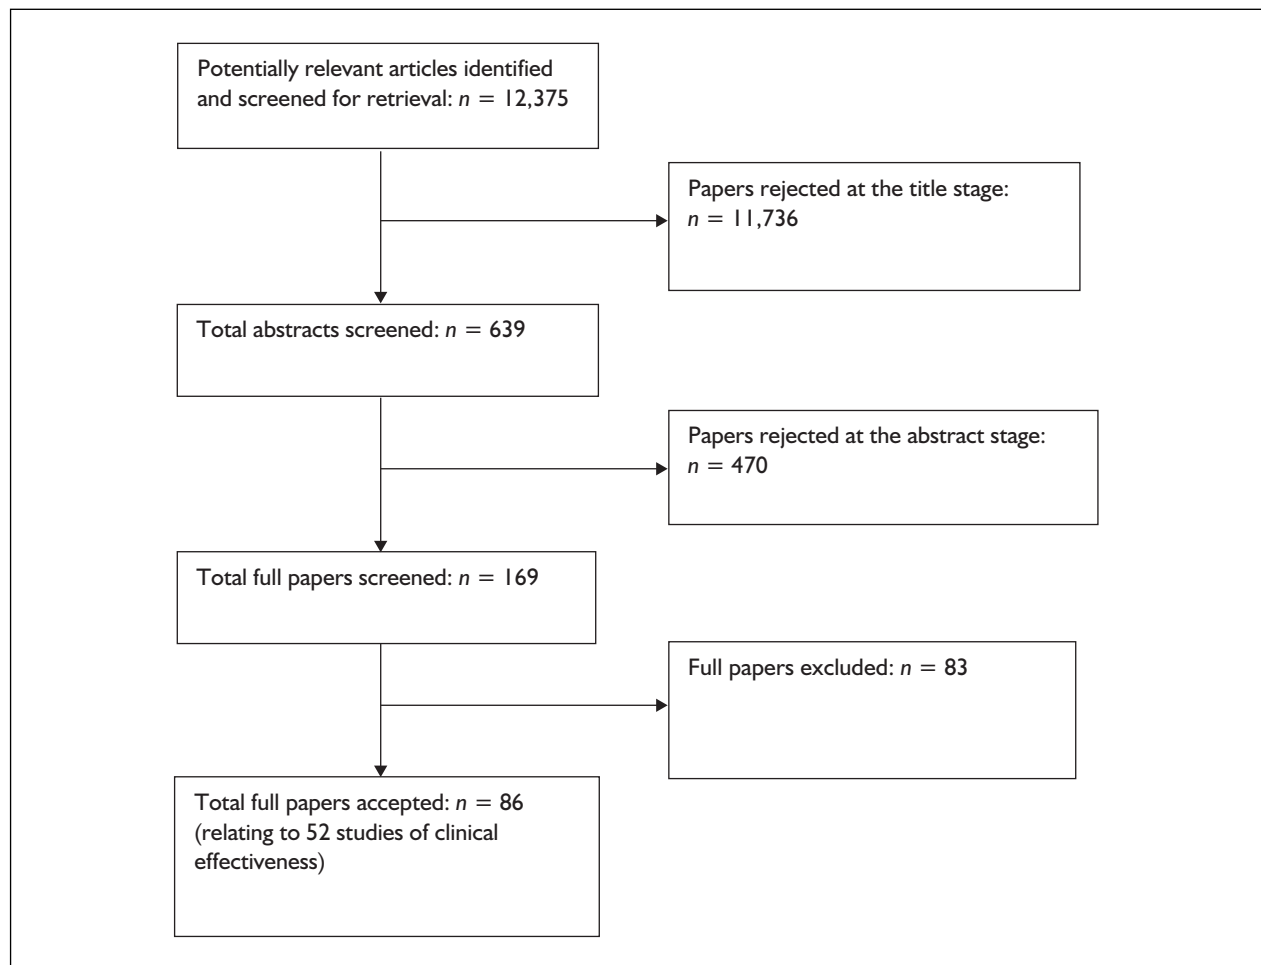 Potentially relevant articles identified
and screened for retrieval: n = 12,375
Papers rejected at the title stage:
n = 11,736
Total abstracts screened: n = 639
Papers rejected at the abstract stage:
n = 470
Total full papers screened: n = 169
Full papers excluded: n = 83
Total full papers accepted: n = 86
(relating to 52 studies of clinical
effectiveness)